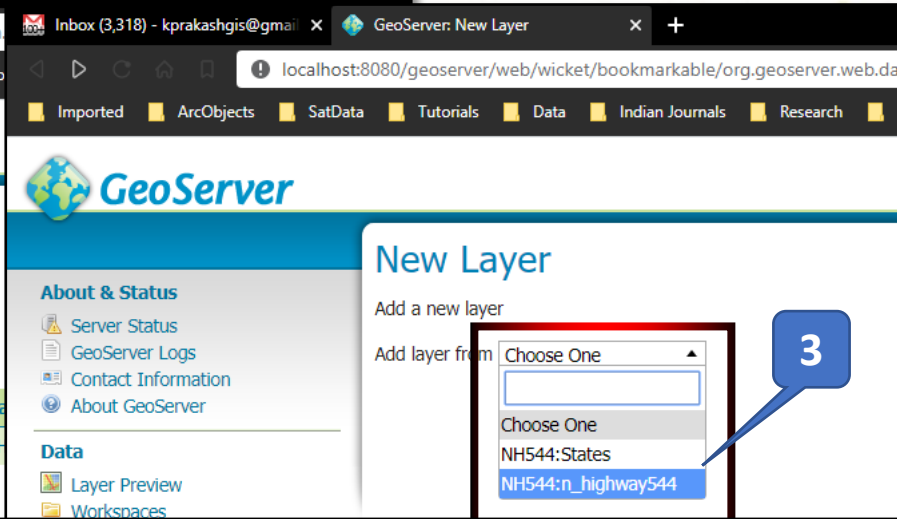 100+
Inbox (3,318) - kprakashgis@gmai
GeoServer: New Layer
localhost:8080/geoserver/web/wicket/bookmarkable/org.geoserver.web.da
Imported ArcObjects SatData Tutorials Data Indian Journals Research
GeoServer
New Layer
Add a new layer
Add layer from Choose One
3
Choose One
NH544:States
NH544:n_highway544
About & Status
Server Status
GeoServer Logs
Contact Information
About GeoServer
Data
Layer Preview
Workspaces